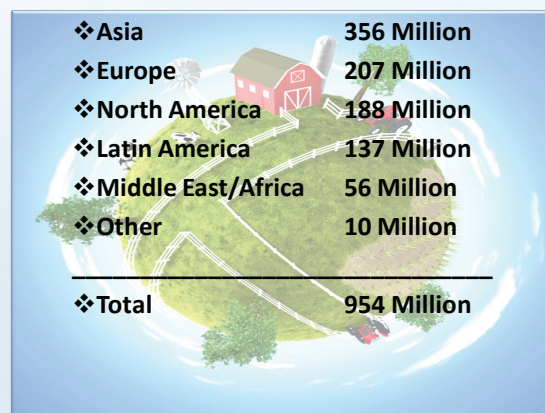 ❖Asia 356 Million
❖Europe 207 Million
❖North America 188 Million
❖Latin America 137 Million
❖Middle East/Africa 56 Million
❖Other 10 Million
❖Total 954 Million